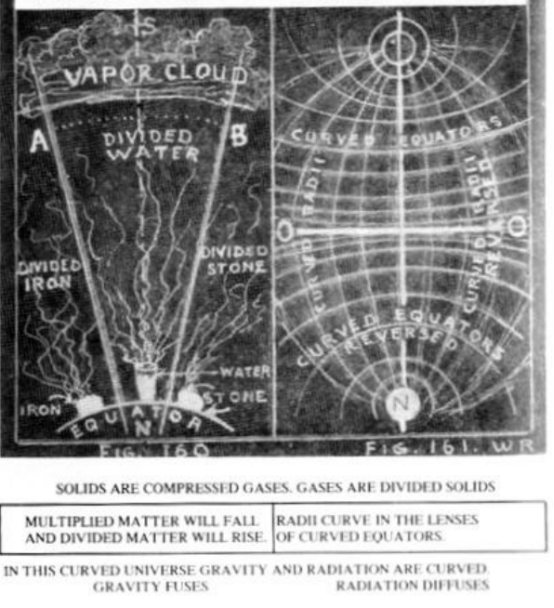 S
VAPOR CLOUD
A
B
DIVIDED
WATER
DIVIDED
IRON
DIVIDED
STONE
WATER
IRON
STONE
EQUATOR
N
FIG. 160
CURVED EQUATORS
CURVED RADII
CURVED RADII
REVERSED
O
O
CURVED EQUATORS
REVERSED
N
FIG. 161. WR
SOLIDS ARE COMPRESSED GASES. GASES ARE DIVIDED SOLIDS
MULTIPLIED MATTER WILL FALL
AND DIVIDED MATTER WILL RISE.
RADII CURVE IN THE LENSES
OF CURVED EQUATORS.
IN THIS CURVED UNIVERSE GRAVITY AND RADIATION ARE CURVED.
GRAVITY FUSES
RADIATION DIFFUSES